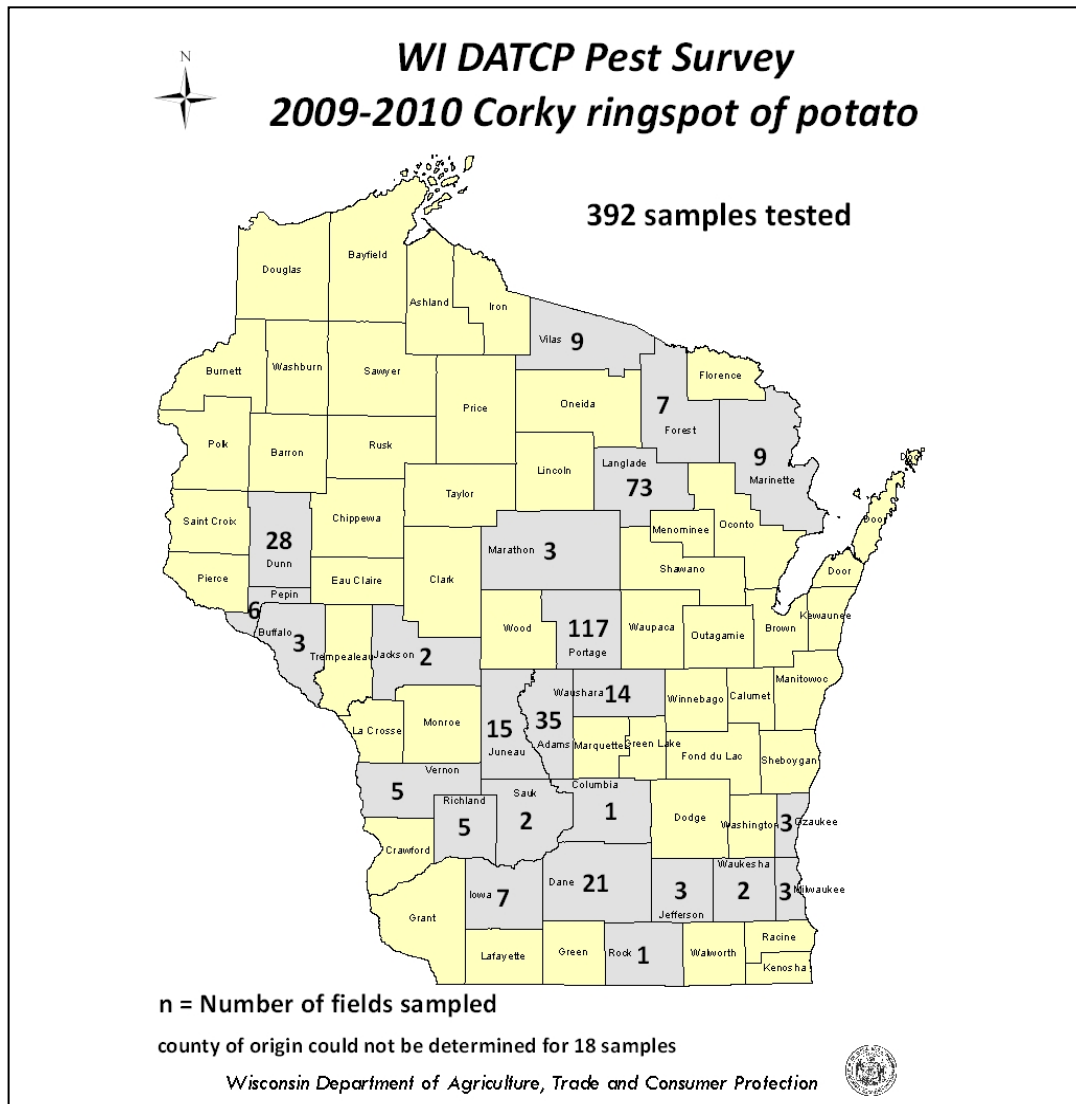 N
WI DATCP Pest Survey
2009-2010 Corky ringspot of potato
392 samples tested
Douglas
Bayfield
Ashland
Iron
Vilas 9
Burnett
Washburn
Sawyer
Price
Oneida
Florence
7
Forest
9
Marinette
Polk
Barron
Rusk
Lincoln
Langlade
73
Taylor
Saint Croix
Chippewa
28
Dunn
Marathon 3
Menominee
Oconto
Door
Door
Door
Pierce
Pepin
6
Eau Claire
Clark
Shawano
Buffalo
3
Trempealeau
Jackson 2
Wood
117
Portage
Waupaca
Outagamie
Brown
Kewaunee
Waushara 14
Winnebago
Calumet
Manitowoc
La Crosse
Monroe
15
Juneau
35
Adams
Marquette
Green Lake
Fond du Lac
Sheboygan
Vernon
5
Richland
5
Sauk
2
Columbia
1
Dodge
Washington
3 Ozaukee
Crawford
Iowa 7
Dane 21
3
Jefferson
Waukesha
2
3 Milwaukee
Grant
Lafayette
Green
Rock 1
Walworth
Racine
Kenosha
n = Number of fields sampled
county of origin could not be determined for 18 samples
Wisconsin Department of Agriculture, Trade and Consumer Protection